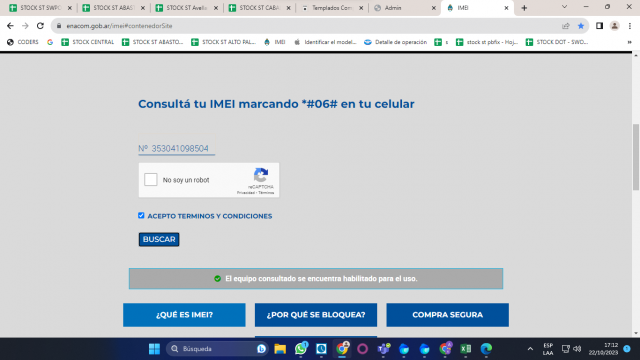 STOCK ST SWPC
STOCK ST ABAS
STOCK ST Avella
STOCK ST CABA
Templados Cons
Admin
IMEI
enacom.gob.ar/imei#contenedorSite
CODERS
STOCK CENTRAL
STOCK ST ABASTO...
STOCK ST ALTO PAL...
IMEI
Identificar el model...
Detalle de operación
stock st pbfix - Hoj...
STOCK DOT - SWD...
Consultá tu IMEI marcando *#06# en tu celular
Nº 353041098504
No soy un robot
reCAPTCHA
Privacidad - Términos
ACEPTO TERMINOS Y CONDICIONES
BUSCAR
El equipo consultado se encuentra habilitado para el uso.
¿QUÉ ES IMEI?
¿POR QUÉ SE BLOQUEA?
COMPRA SEGURA
Búsqueda
ESP
LAA
17:12
22/10/2023